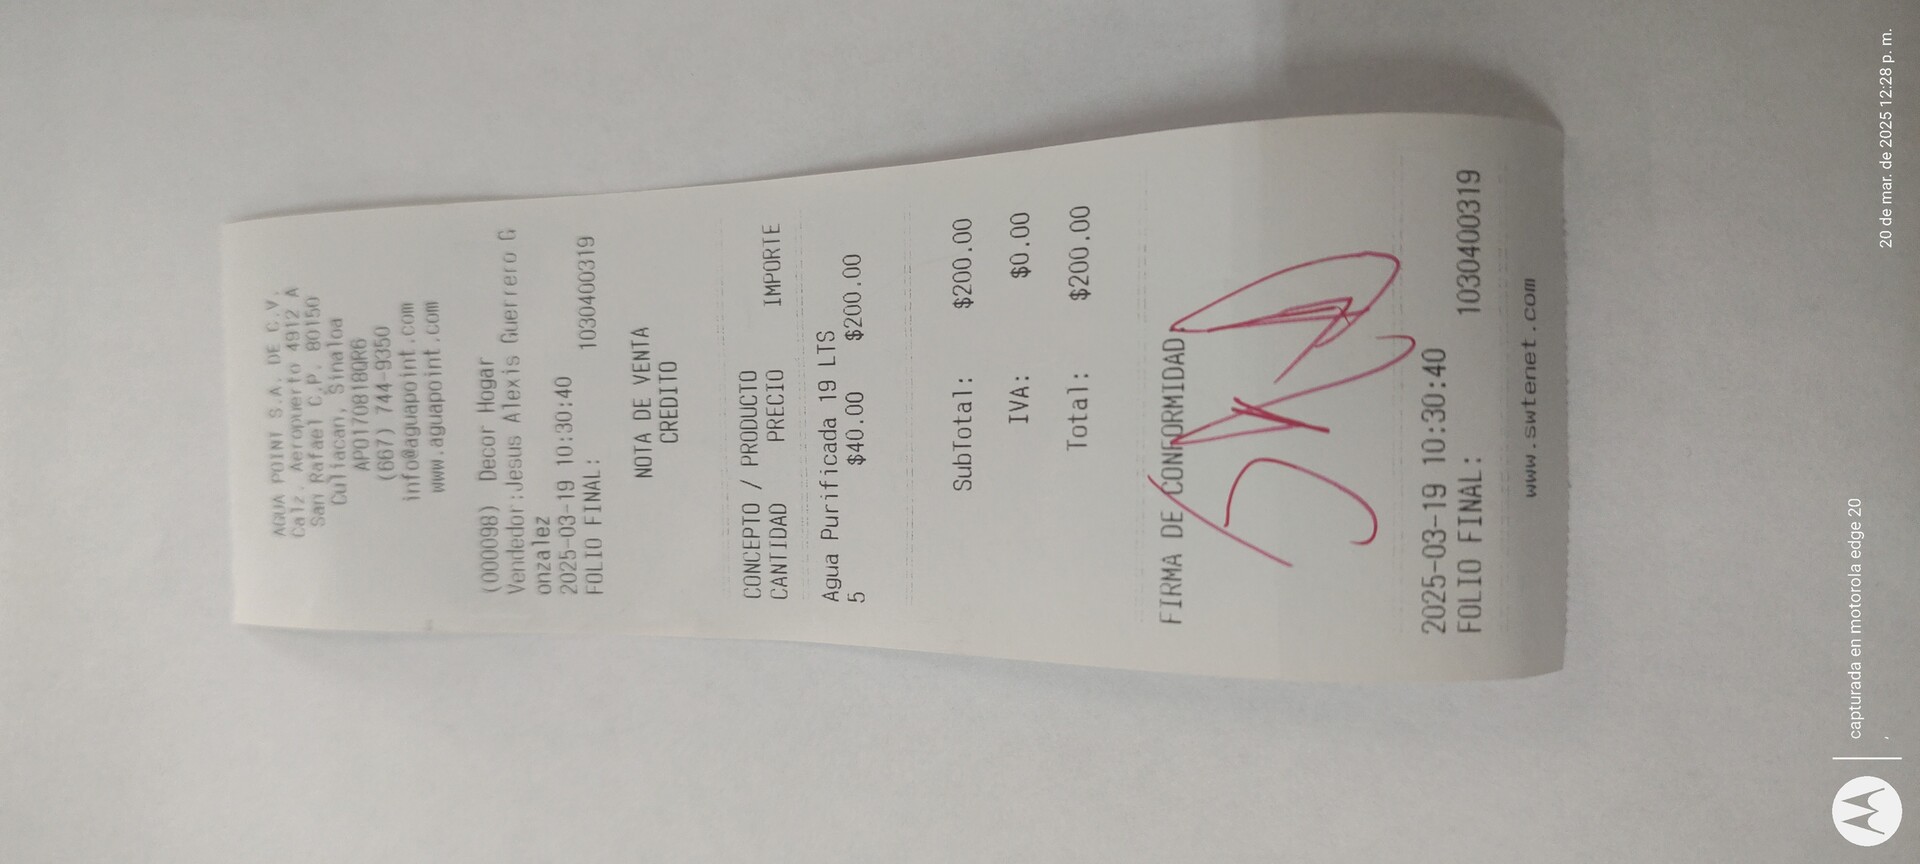 AGUA POINT S.A. DE C.V.
Calz. Aeropuerto 4912 A
San Rafael C.P. 80150
Culiacan, Sinaloa
APO170818QR6
(667) 744-9350
info@aguapoint.com
www.aguapoint.com
(000098) Decor Hogar
Vendedor:Jesus Alexis Guerrero G
onzalez
2025-03-19 10:30:40
FOLIO FINAL: 1030400319
NOTA DE VENTA
CREDITO
CONCEPTO / PRODUCTO
CANTIDAD PRECIO IMPORTE
Agua Purificada 19 LTS
5 $40.00 $200.00
SubTotal: $200.00
IVA: $0.00
Total: $200.00
FIRMA DE CONFORMIDAD
2025-03-19 10:30:40
FOLIO FINAL: 1030400319
www.swtenet.com
capturada en motorola edge 20
,
20 de mar. de 2025 12:28 p. m.